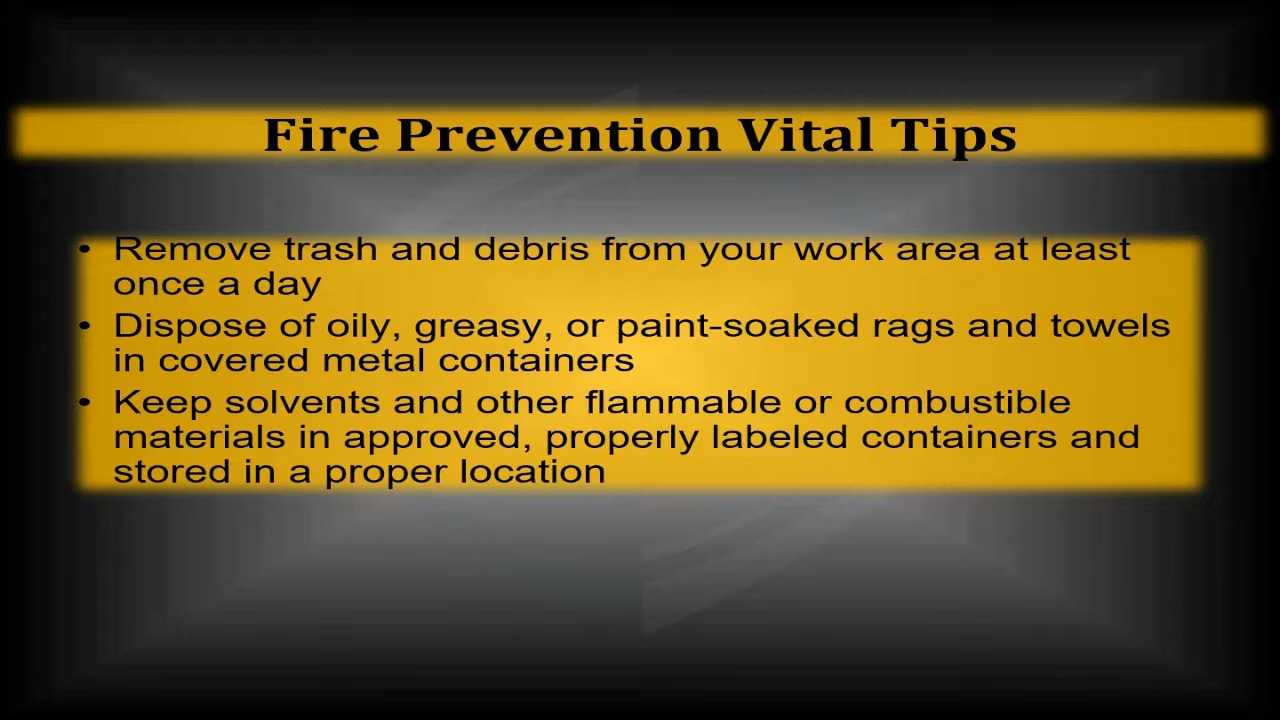 Fire Prevention Vital Tips
• Remove trash and debris from your work area at least
once a day
• Dispose of oily, greasy, or paint-soaked rags and towels
in covered metal containers
• Keep solvents and other flammable or combustible
materials in approved, properly labeled containers and
stored in a proper location